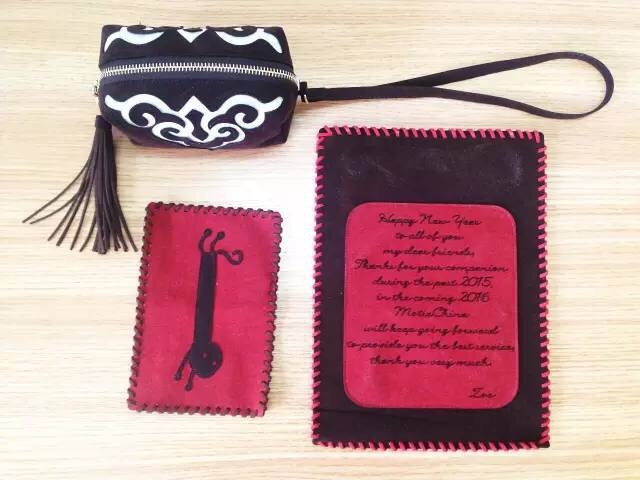 Happy New Year
to all of you
my dear friends,
Thanks for your companion
during the past 2015,
in the coming 2016
MotixChina
will keep going forward
to provide you the best service,
thank you very much.
Zoe